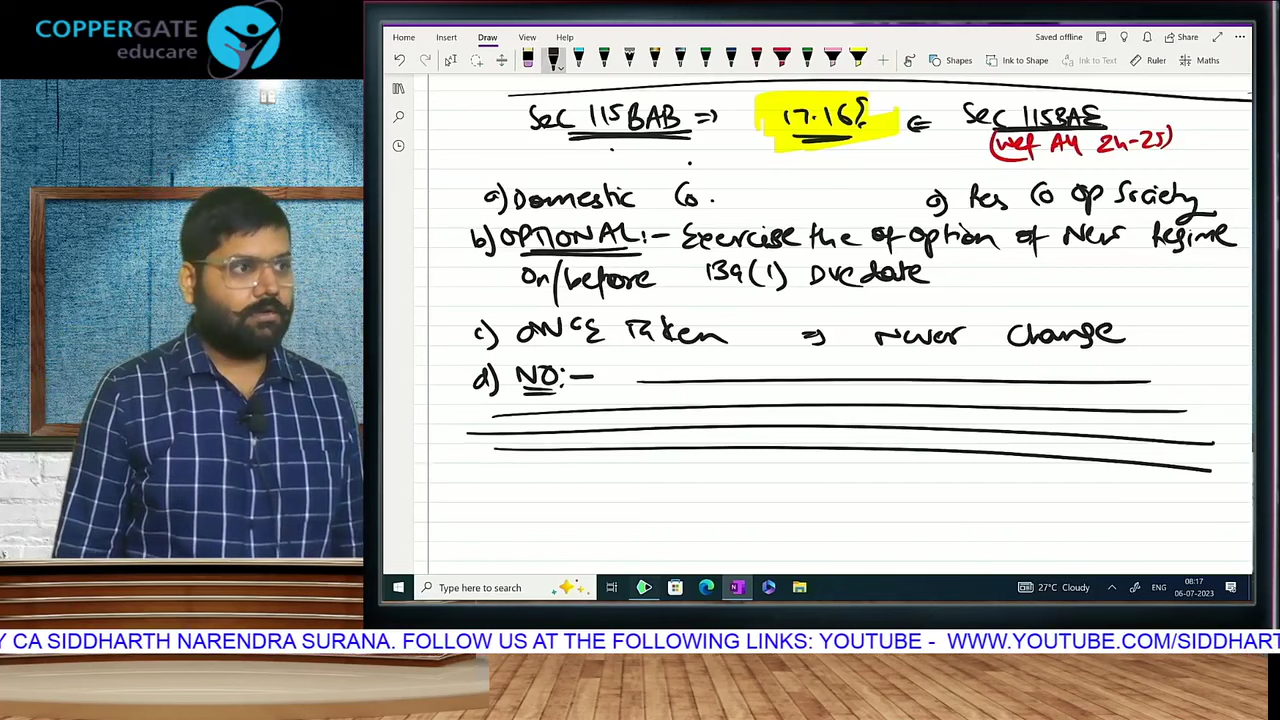 COPPERGATE
educare
Home Insert Draw View Help
Saved offline
Share
Shapes
Ink to Shape
Ink to Text
Ruler
Maths
Sec 115BAB => 17.16% <= Sec 115BAE
(wef AY 24-25)
a) Domestic Co. a) Res Co op Society
b) OPTIONAL:- Exercise the of option of New Regime
on/before 139(1) Due date
c) ONCE Taken => Never Change
d) NO:-
Type here to search
27°C Cloudy
ENG
08:17
06-07-2023
Y CA SIDDHARTH NARENDRA SURANA. FOLLOW US AT THE FOLLOWING LINKS: YOUTUBE - WWW.YOUTUBE.COM/SIDDHART